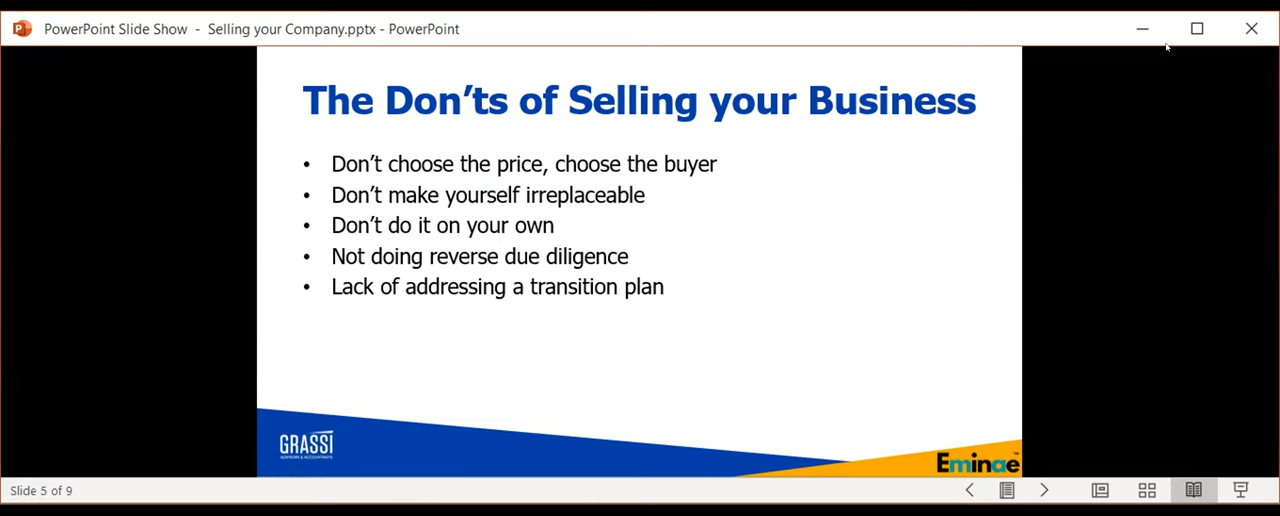 PowerPoint Slide Show - Selling your Company.pptx - PowerPoint
The Don'ts of Selling your Business
• Don't choose the price, choose the buyer
• Don't make yourself irreplaceable
• Don't do it on your own
• Not doing reverse due diligence
• Lack of addressing a transition plan
GRASSI
ADVISORS & ACCOUNTANTS
Eminae™
Slide 5 of 9